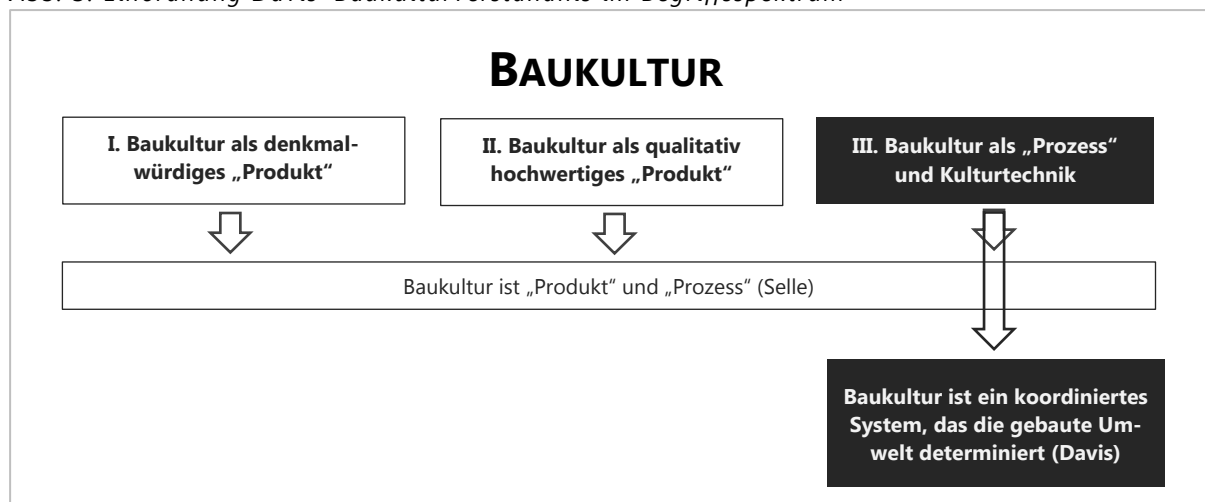 Einordnung Davis' Baukulturverständnis im Begriffsspektrum
BAUKULTUR
I. Baukultur als denkmal-
würdiges „Produkt“
II. Baukultur als qualitativ
hochwertiges „Produkt“
III. Baukultur als „Prozess“
und Kulturtechnik
Baukultur ist „Produkt“ und „Prozess“ (Selle)
Baukultur ist ein koordiniertes
System, das die gebaute Um-
welt determiniert (Davis)